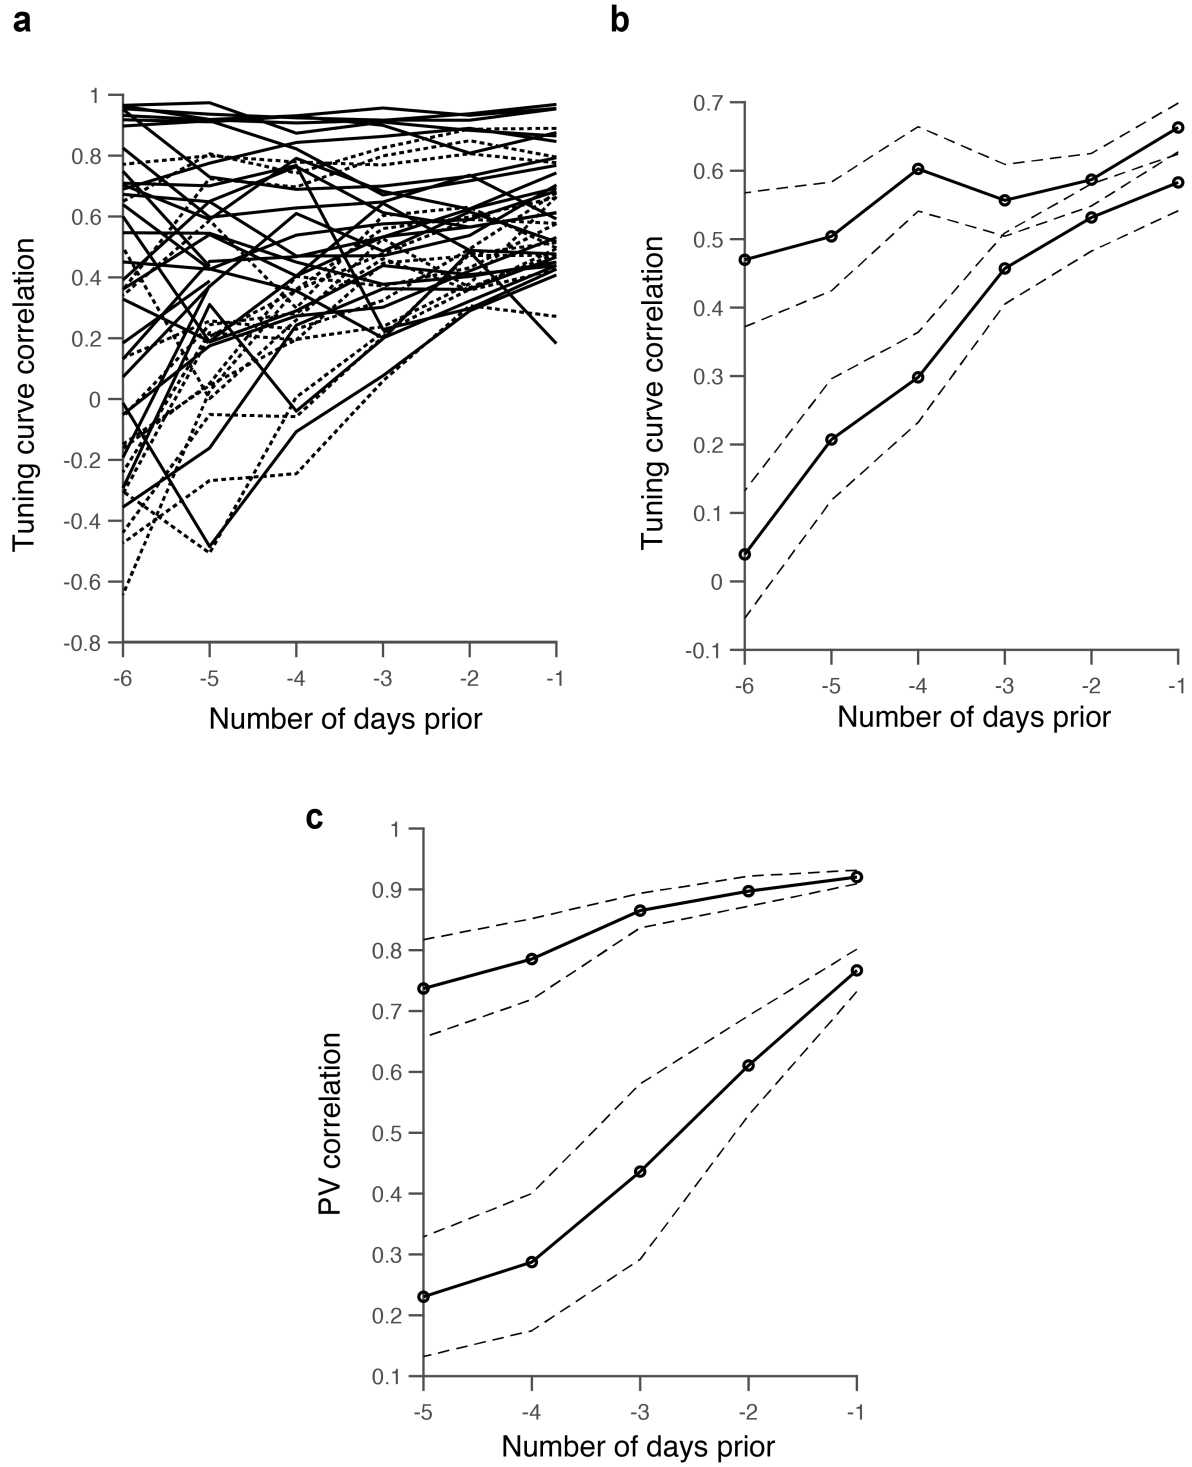 a
b
1
0.8
0.6
0.4
0.2
0
-0.2
-0.4
-0.6
-0.8
Tuning curve correlation
-6 -5 -4 -3 -2 -1
Number of days prior
0.7
0.6
0.5
0.4
0.3
0.2
0.1
0
-0.1
Tuning curve correlation
-6 -5 -4 -3 -2 -1
Number of days prior
c
1
0.9
0.8
0.7
0.6
0.5
0.4
0.3
0.2
0.1
PV correlation
-5 -4 -3 -2 -1
Number of days prior